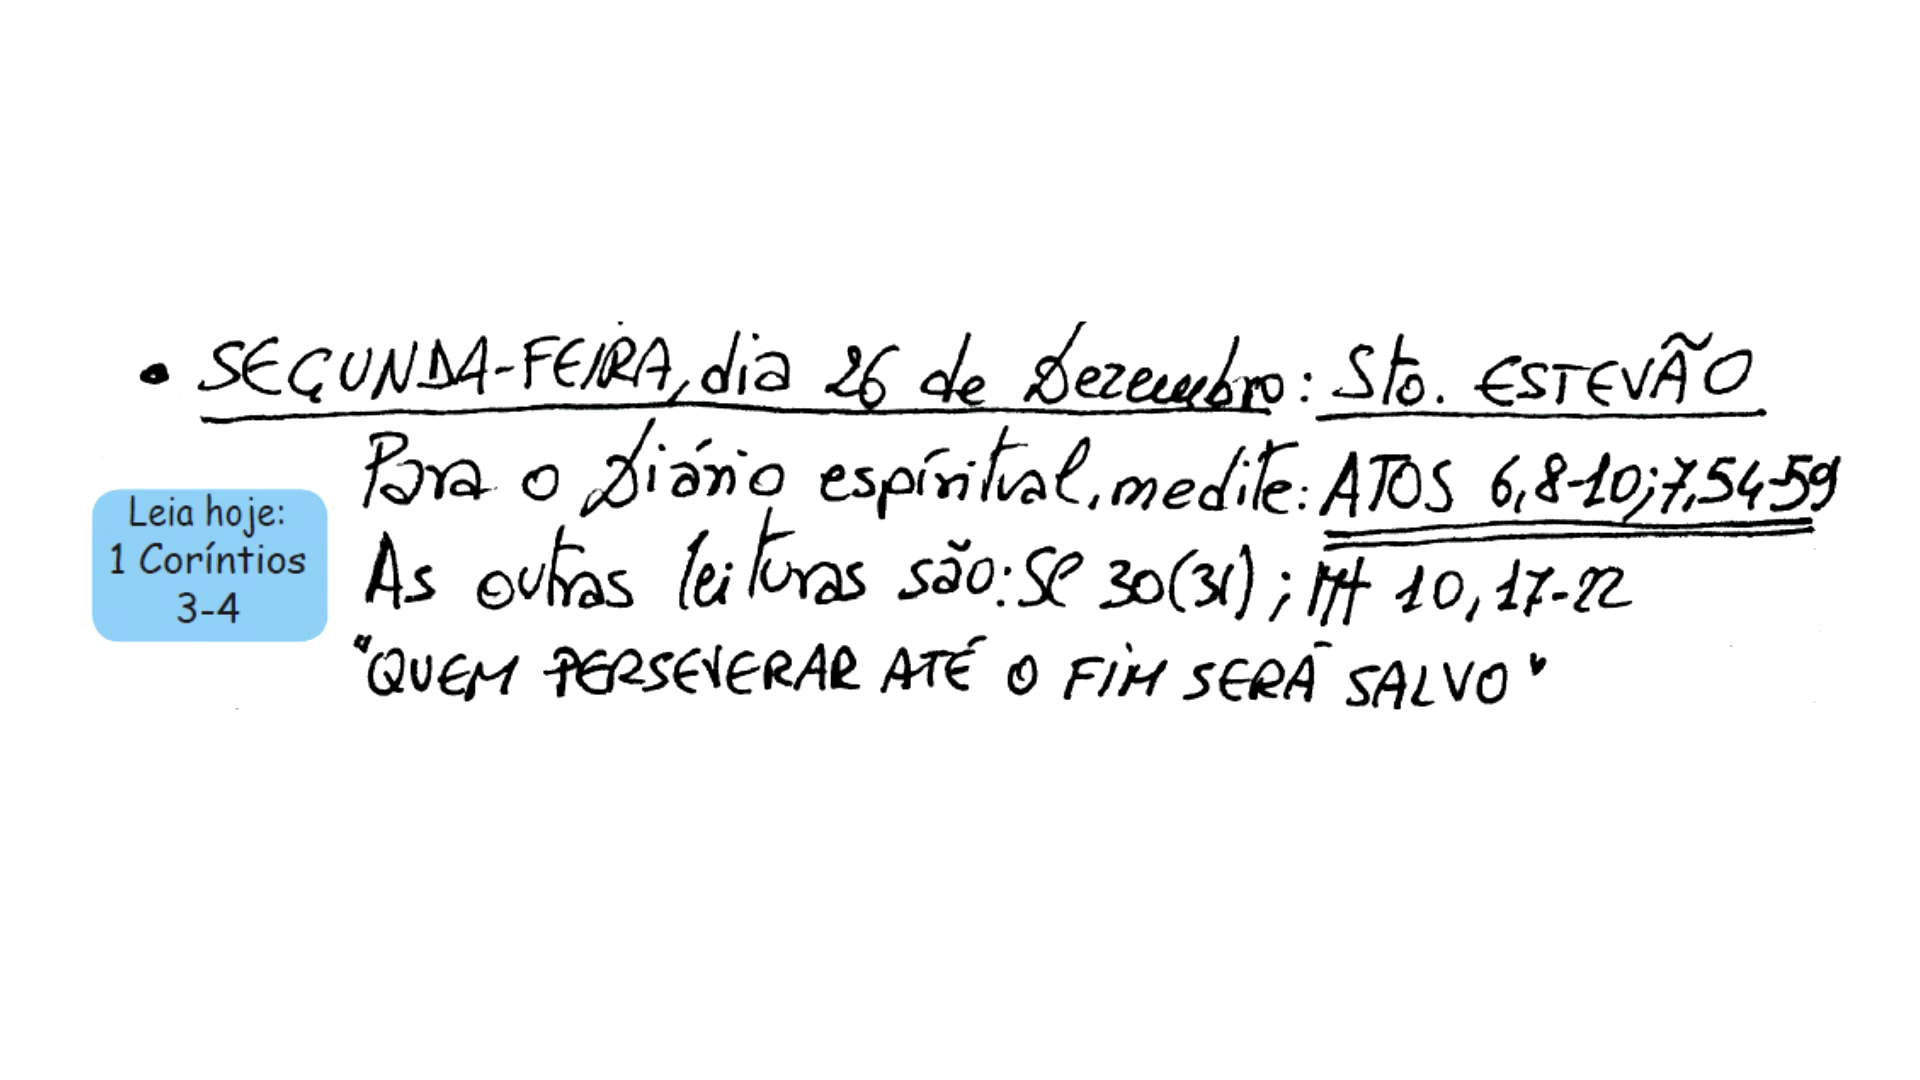 • SEGUNDA-FEIRA, dia 26 de Dezembro: Sto. ESTEVÃO
Para o Diário espíritual, medite: ATOS 6,8-10; 7,54-59
As outras leituras são: Sl 30(31); Mt 10, 17-22
"QUEM PERSEVERAR ATÉ O FIM SERÁ SALVO"
Leia hoje:
1 Coríntios
3-4